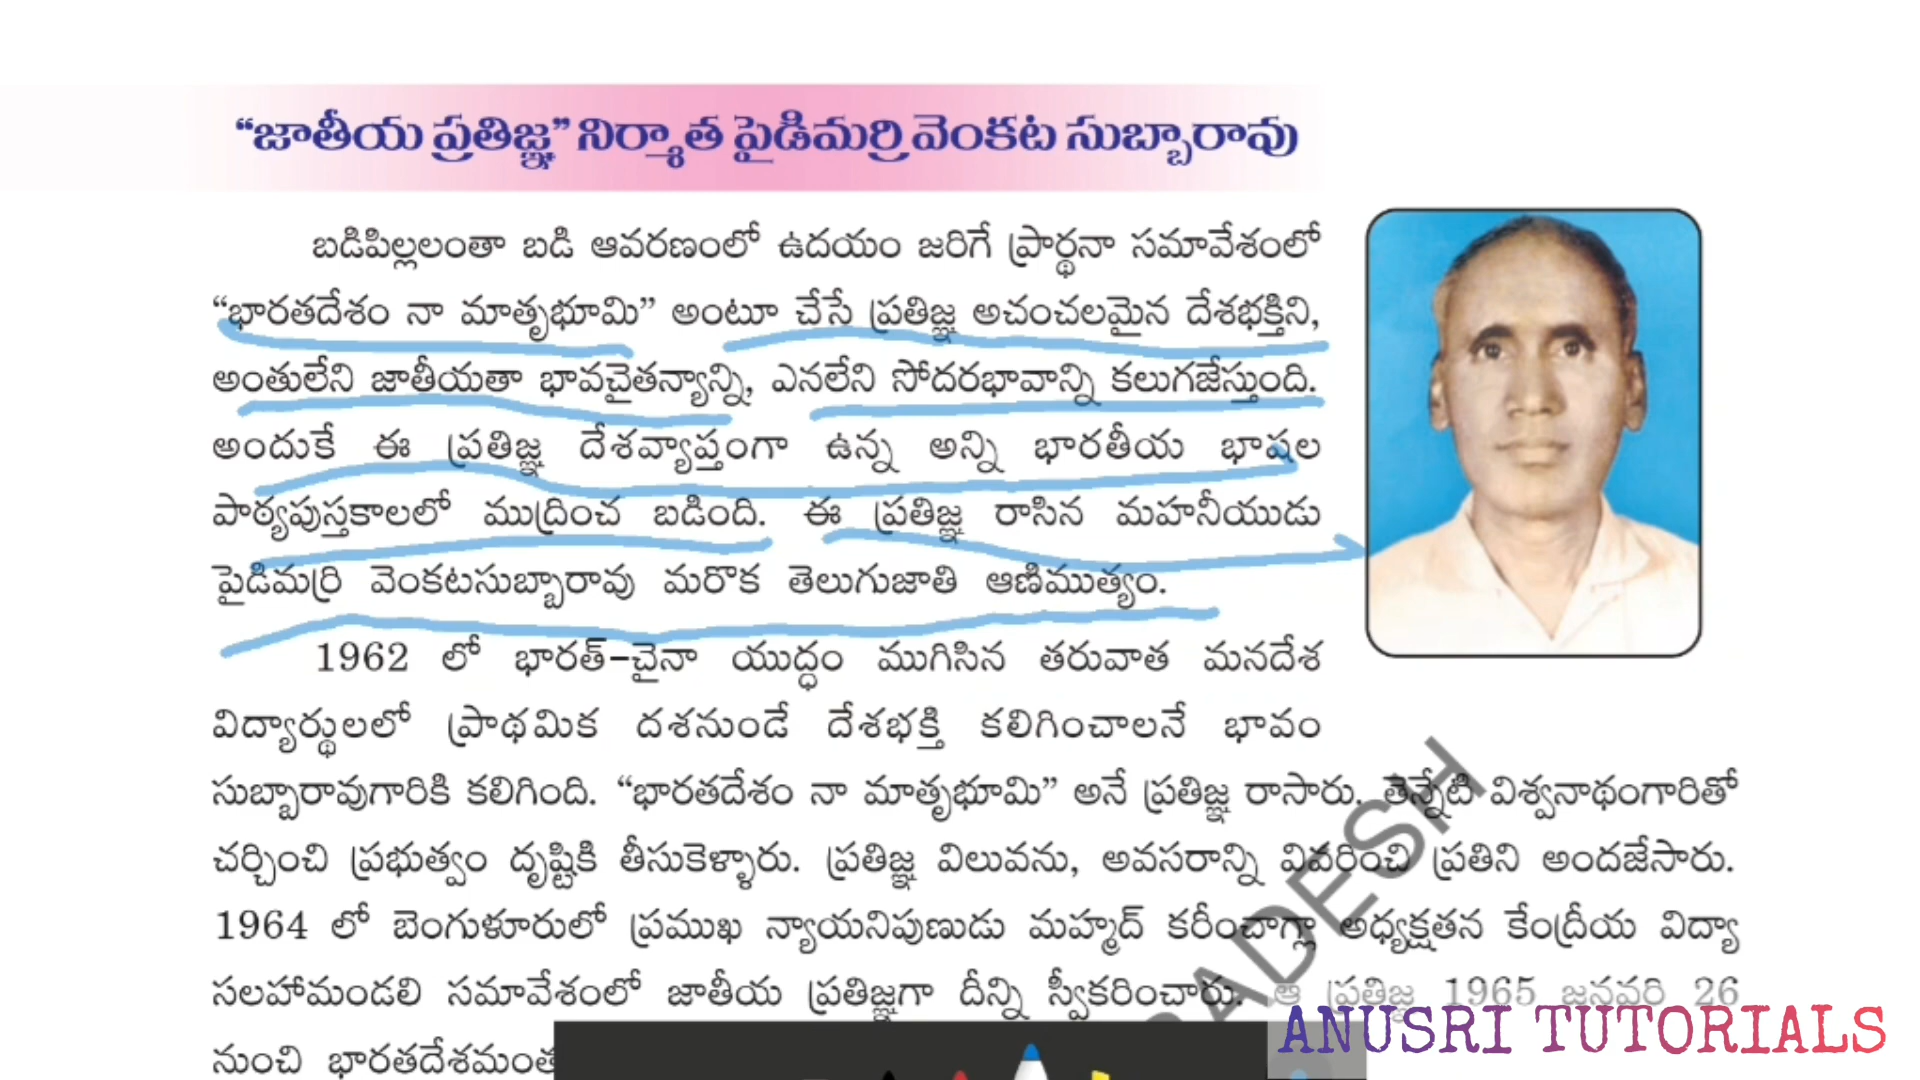 “జాతీయ ప్రతిజ్ఞ” నిర్మాత పైడిమర్రి వెంకట సుబ్బారావు
బడిపిల్లలంతా బడి ఆవరణంలో ఉదయం జరిగే ప్రార్థనా సమావేశంలో
“భారతదేశం నా మాతృభూమి” అంటూ చేసే ప్రతిజ్ఞ అచంచలమైన దేశభక్తిని,
అంతులేని జాతీయతా భావచైతన్యాన్ని, ఎనలేని సోదరభావాన్ని కలుగజేస్తుంది.
అందుకే ఈ ప్రతిజ్ఞ దేశవ్యాప్తంగా ఉన్న అన్ని భారతీయ భాషల
పాఠ్యపుస్తకాలలో ముద్రించ బడింది. ఈ ప్రతిజ్ఞ రాసిన మహనీయుడు
పైడిమర్రి వెంకటసుబ్బారావు మరొక తెలుగుజాతి ఆణిముత్యం.
1962 లో భారత్-చైనా యుద్ధం ముగిసిన తరువాత మనదేశ
విద్యార్థులలో ప్రాథమిక దశనుండే దేశభక్తి కలిగించాలనే భావం
సుబ్బారావుగారికి కలిగింది. “భారతదేశం నా మాతృభూమి” అనే ప్రతిజ్ఞ రాసారు. తెన్నేటి విశ్వనాథంగారితో
చర్చించి ప్రభుత్వం దృష్టికి తీసుకెళ్ళారు. ప్రతిజ్ఞ విలువను, అవసరాన్ని వివరించి ప్రతిని అందజేసారు.
1964 లో బెంగుళూరులో ప్రముఖ న్యాయనిపుణుడు మహ్మద్ కరీంచాగ్లా అధ్యక్షతన కేంద్రీయ విద్యా
సలహామండలి సమావేశంలో జాతీయ ప్రతిజ్ఞగా దీన్ని స్వీకరించారు. ఆ ప్రతిజ్ఞ 1965 జనవరి 26
నుంచి భారతదేశమంత
RADESH
ANUSRI TUTORIALS